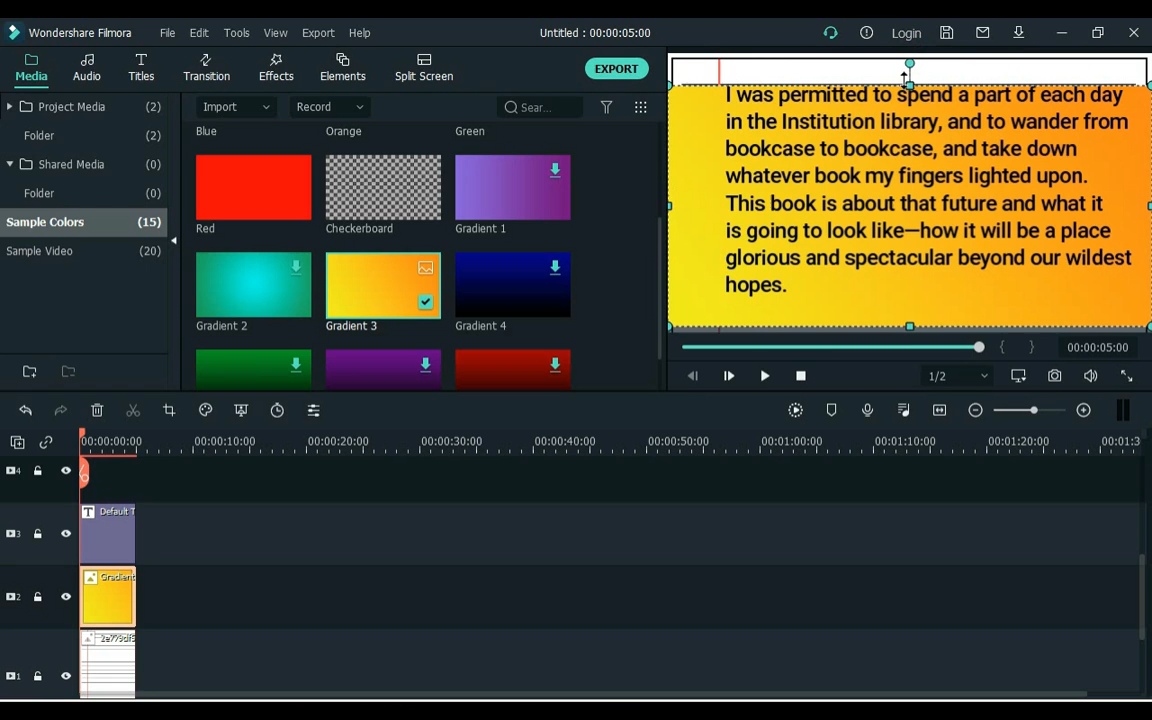 Wondershare Filmora File Edit Tools View Export Help Untitled : 00:00:05:00 Login
Media Audio Titles Transition Effects Elements Split Screen EXPORT
Project Media (2) Import Record Sear...
Folder (2) Blue Orange Green
Shared Media (0)
Folder (0)
Sample Colors (15) Red Checkerboard Gradient 1
Sample Video (20)
Gradient 2 Gradient 3 Gradient 4
I was permitted to spend a part of each day
in the Institution library, and to wander from
bookcase to bookcase, and take down
whatever book my fingers lighted upon.
This book is about that future and what it
is going to look like—how it will be a place
glorious and spectacular beyond our wildest
hopes.
{ } 00:00:05:00
1/2
00:00:00:00 00:00:10:00 00:00:20:00 00:00:30:00 00:00:40:00 00:00:50:00 00:01:00:00 00:01:10:00 00:01:20:00 00:01:3
4
3 T Default T
2 Gradient
1